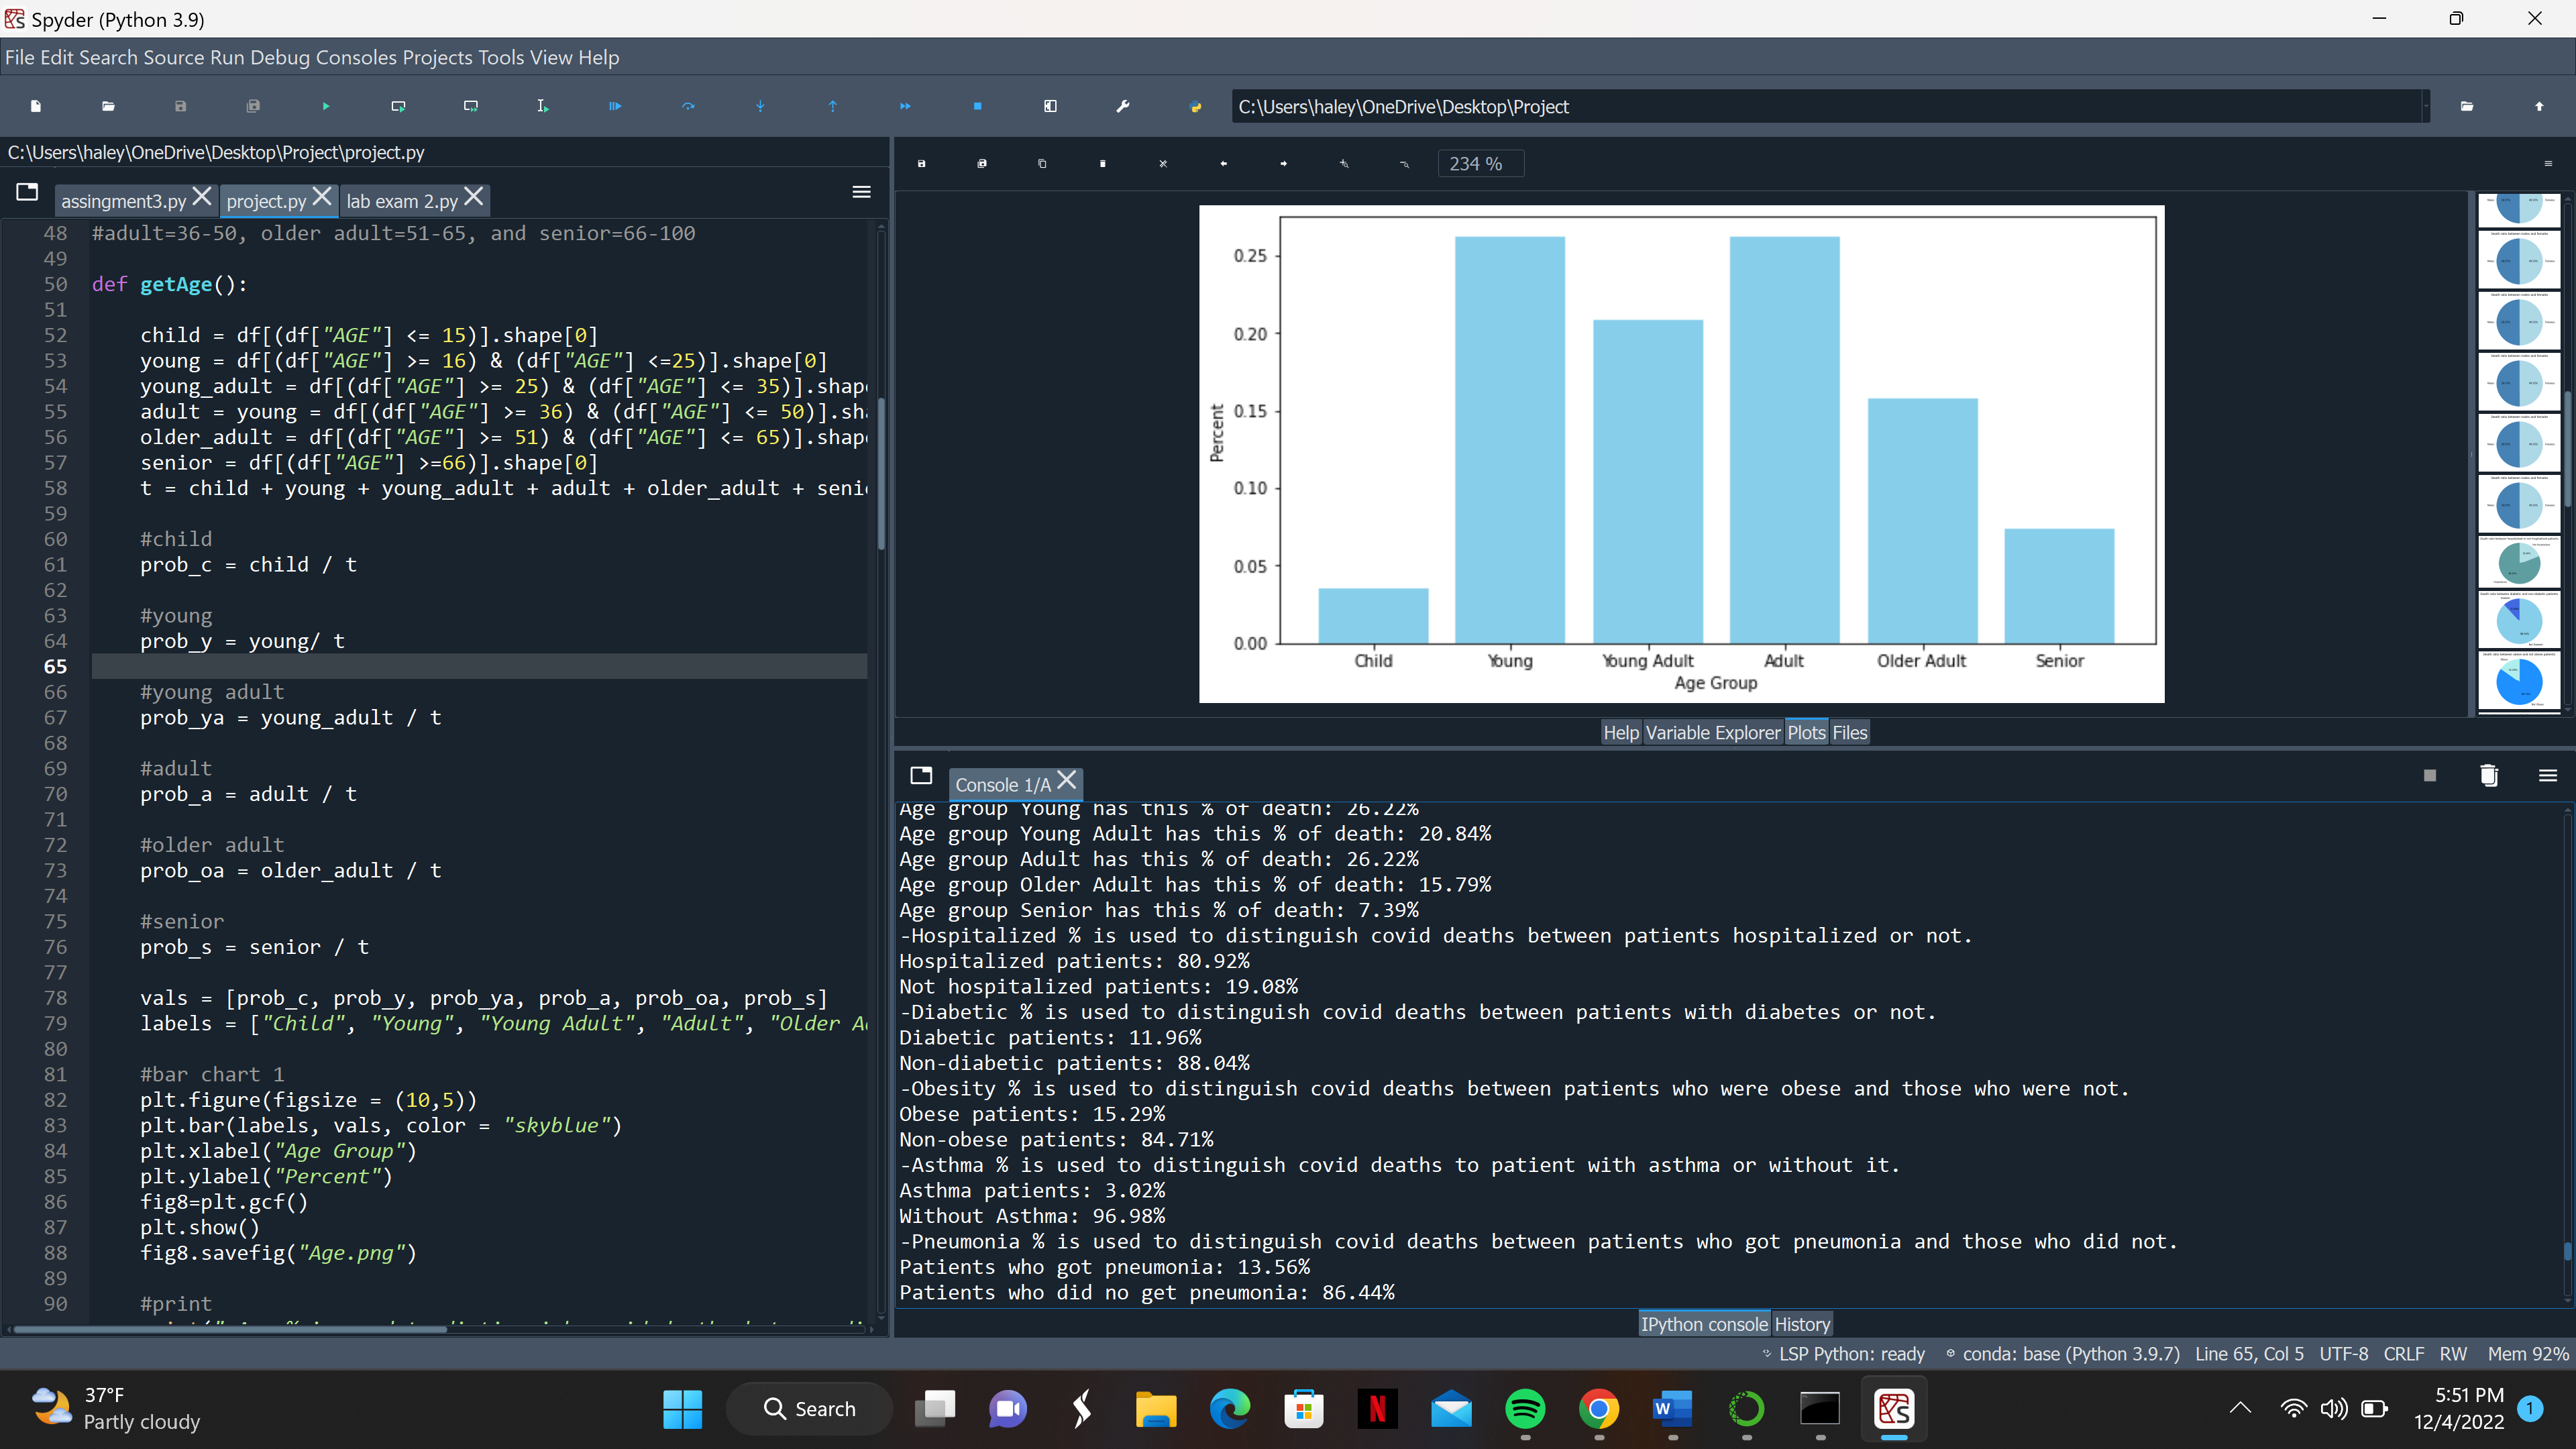 Spyder (Python 3.9)
File Edit Search Source Run Debug Consoles Projects Tools View Help
C:\Users\haley\OneDrive\Desktop\Project
C:\Users\haley\OneDrive\Desktop\Project\project.py
assingment3.py project.py lab exam 2.py
48 #adult=36-50, older adult=51-65, and senior=66-100
49
50 def getAge():
51
52 child = df[(df["AGE"] <= 15)].shape[0]
53 young = df[(df["AGE"] >= 16) & (df["AGE"] <=25)].shape[0]
54 young_adult = df[(df["AGE"] >= 25) & (df["AGE"] <= 35)].shap
55 adult = young = df[(df["AGE"] >= 36) & (df["AGE"] <= 50)].sh
56 older_adult = df[(df["AGE"] >= 51) & (df["AGE"] <= 65)].shap
57 senior = df[(df["AGE"] >=66)].shape[0]
58 t = child + young + young_adult + adult + older_adult + seni
59
60 #child
61 prob_c = child / t
62
63 #young
64 prob_y = young/ t
65
66 #young adult
67 prob_ya = young_adult / t
68
69 #adult
70 prob_a = adult / t
71
72 #older adult
73 prob_oa = older_adult / t
74
75 #senior
76 prob_s = senior / t
77
78 vals = [prob_c, prob_y, prob_ya, prob_a, prob_oa, prob_s]
79 labels = ["Child", "Young", "Young Adult", "Adult", "Older A
80
81 #bar chart 1
82 plt.figure(figsize = (10,5))
83 plt.bar(labels, vals, color = "skyblue")
84 plt.xlabel("Age Group")
85 plt.ylabel("Percent")
86 fig8=plt.gcf()
87 plt.show()
88 fig8.savefig("Age.png")
89
90 #print
234 %
0.25
0.20
0.15
0.10
0.05
0.00
Percent
Child Young Young Adult Adult Older Adult Senior
Age Group
Help Variable Explorer Plots Files
Console 1/A
Age group Young has this % of death: 26.22%
Age group Young Adult has this % of death: 20.84%
Age group Adult has this % of death: 26.22%
Age group Older Adult has this % of death: 15.79%
Age group Senior has this % of death: 7.39%
-Hospitalized % is used to distinguish covid deaths between patients hospitalized or not.
Hospitalized patients: 80.92%
Not hospitalized patients: 19.08%
-Diabetic % is used to distinguish covid deaths between patients with diabetes or not.
Diabetic patients: 11.96%
Non-diabetic patients: 88.04%
-Obesity % is used to distinguish covid deaths between patients who were obese and those who were not.
Obese patients: 15.29%
Non-obese patients: 84.71%
-Asthma % is used to distinguish covid deaths to patient with asthma or without it.
Asthma patients: 3.02%
Without Asthma: 96.98%
-Pneumonia % is used to distinguish covid deaths between patients who got pneumonia and those who did not.
Patients who got pneumonia: 13.56%
Patients who did no get pneumonia: 86.44%
IPython console History
LSP Python: ready conda: base (Python 3.9.7) Line 65, Col 5 UTF-8 CRLF RW Mem 92%
37°F
Partly cloudy
Search
5:51 PM
12/4/2022
1